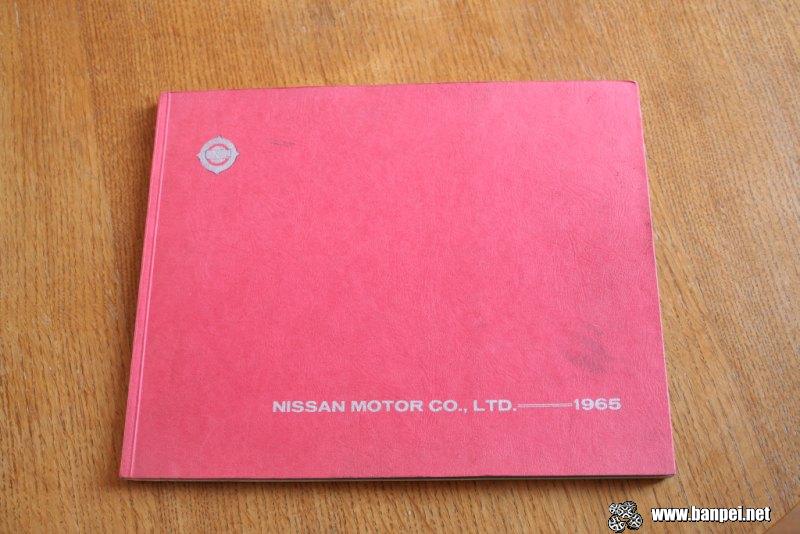 NISSAN MOTOR CO., LTD.——1965
www.banpei.net